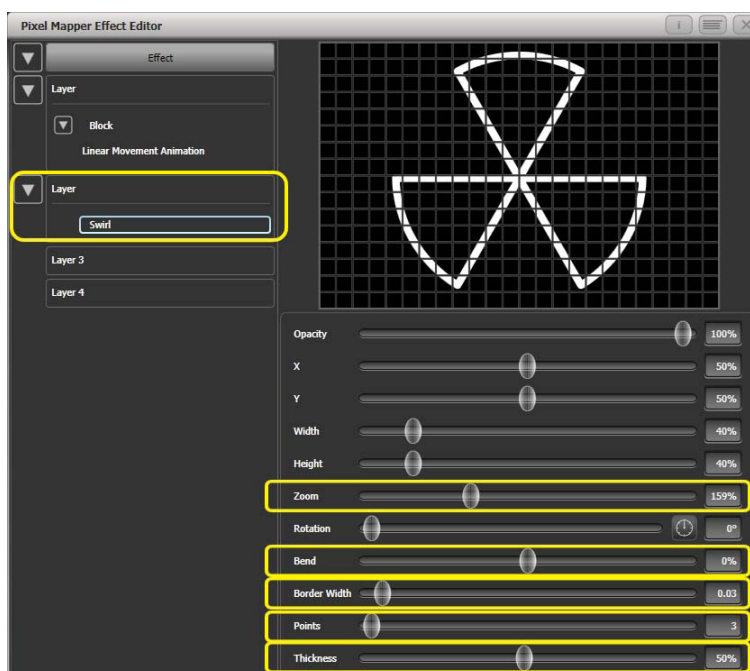 Pixel Mapper Effect Editor
i
X
Effect
Layer
Block
Linear Movement Animation
Layer
Swirl
Layer 3
Layer 4
Opacity 100%
X 50%
Y 50%
Width 40%
Height 40%
Zoom 159%
Rotation 0°
Bend 0%
Border Width 0.03
Points 3
Thickness 50%